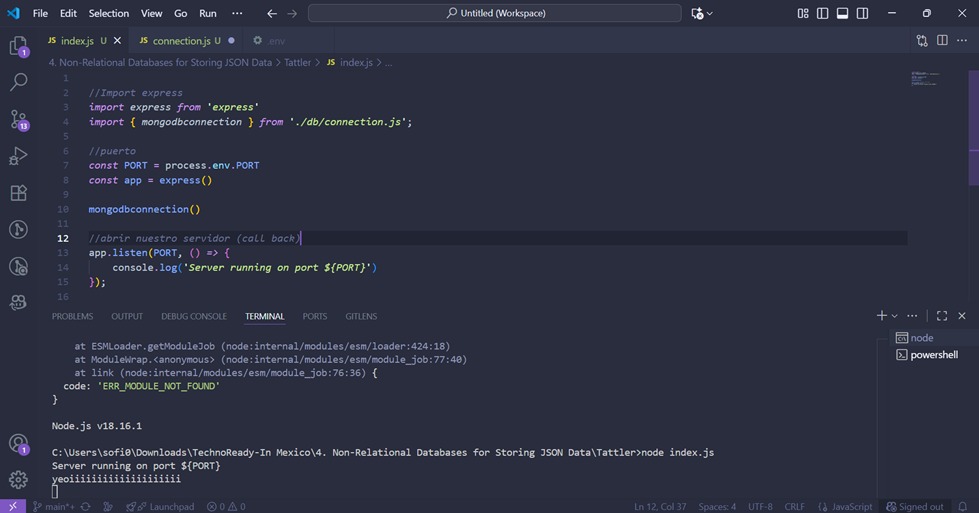 File Edit Selection View Go Run ··· Untitled (Workspace)
JS index.js U JS connection.js U .env
4. Non-Relational Databases for Storing JSON Data > Tattler > JS index.js > ...
1
2 //Import express
3 import express from 'express'
4 import { mongodbconnection } from './db/connection.js';
5
6 //puerto
7 const PORT = process.env.PORT
8 const app = express()
9
10 mongodbconnection()
11
12 //abrir nuestro servidor (call back)
13 app.listen(PORT, () => {
14 console.log('Server running on port ${PORT}')
15 });
16
1
13
PROBLEMS OUTPUT DEBUG CONSOLE TERMINAL PORTS GITLENS
node
powershell
at ESMLoader.getModuleJob (node:internal/modules/esm/loader:424:18)
at ModuleWrap.<anonymous> (node:internal/modules/esm/module_job:77:40)
at link (node:internal/modules/esm/module_job:76:36) {
code: 'ERR_MODULE_NOT_FOUND'
}
Node.js v18.16.1
C:\Users\sofi0\Downloads\TechnoReady-In Mexico\4. Non-Relational Databases for Storing JSON Data\Tattler>node index.js
Server running on port ${PORT}
yeoiiiiiiiiiiiiiiiiiiii
1
main*+ Launchpad 0 0 Ln 12, Col 37 Spaces: 4 UTF-8 CRLF {} JavaScript Signed out